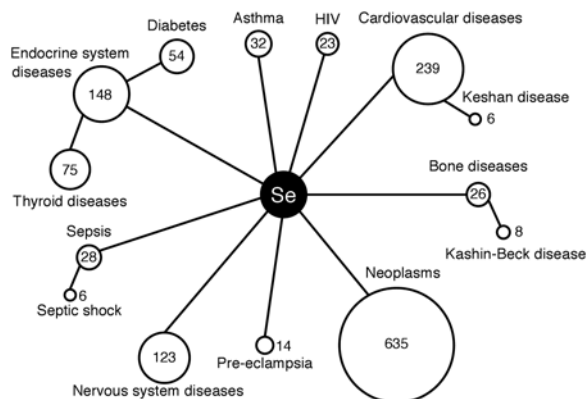 Asthma
HIV
Cardiovascular diseases
Diabetes
54
32
23
Endocrine system
diseases
148
239
Keshan disease
6
75
Thyroid diseases
Bone diseases
26
Se
8
Kashin-Beck disease
Sepsis
28
6
Septic shock
Neoplasms
635
14
Pre-eclampsia
123
Nervous system diseases